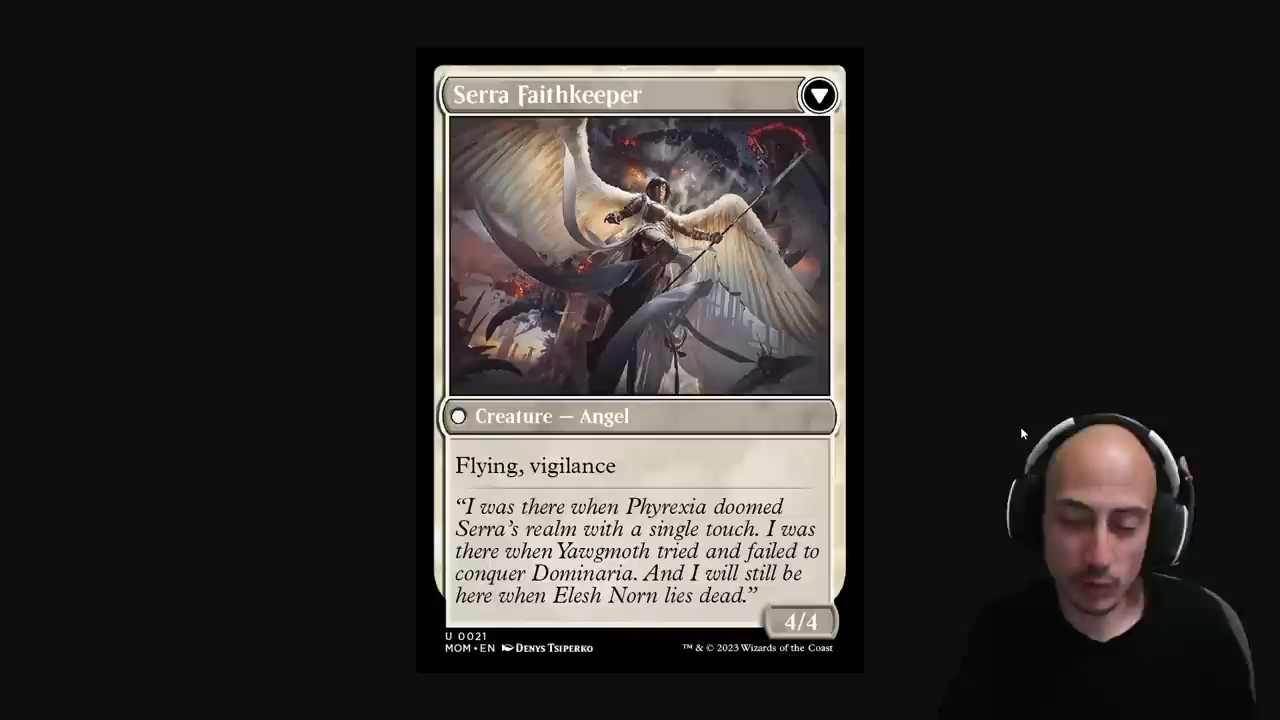 Serra Faithkeeper
Creature — Angel
Flying, vigilance
“I was there when Phyrexia doomed
Serra’s realm with a single touch. I was
there when Yawgmoth tried and failed to
conquer Dominaria. And I will still be
here when Elesh Norn lies dead.”
4/4
U 0021
MOM • EN Denys Tsiperko
™ & © 2023 Wizards of the Coast